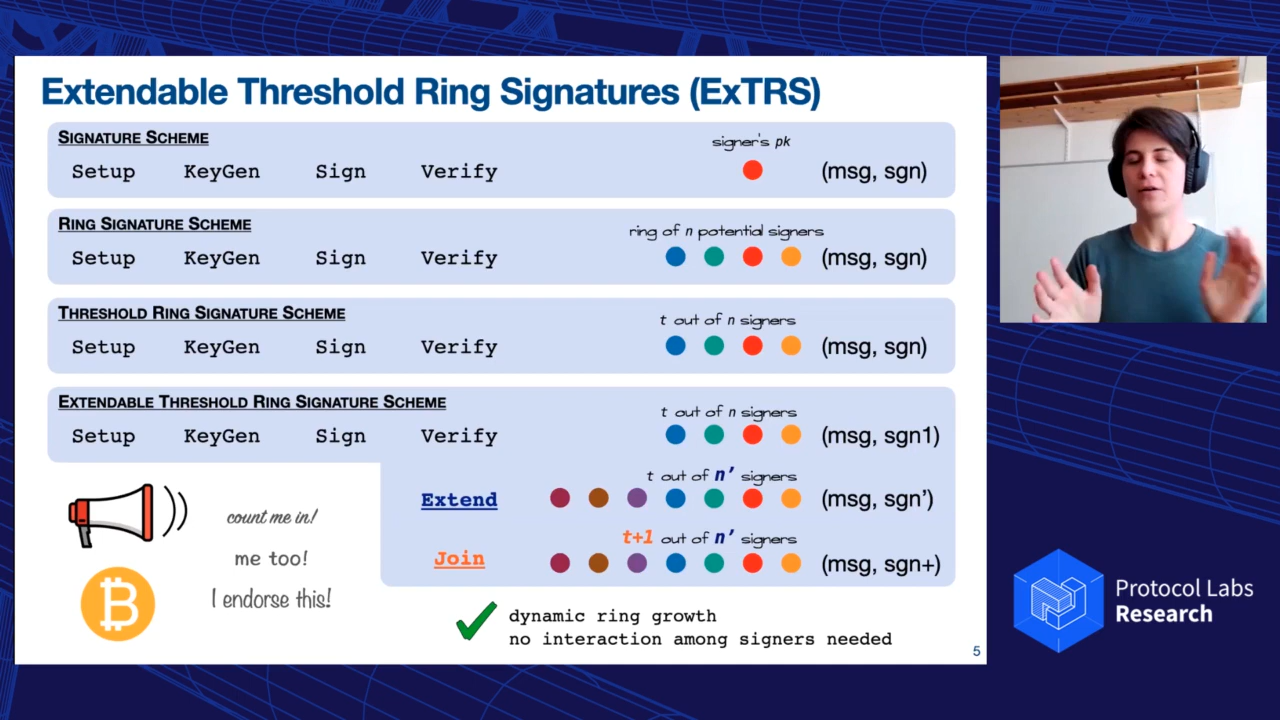 Extendable Threshold Ring Signatures (ExTRS)
SIGNATURE SCHEME
signer's pk
Setup KeyGen Sign Verify (msg, sgn)
RING SIGNATURE SCHEME
ring of n potential signers
Setup KeyGen Sign Verify (msg, sgn)
THRESHOLD RING SIGNATURE SCHEME
t out of n signers
Setup KeyGen Sign Verify (msg, sgn)
EXTENDABLE THRESHOLD RING SIGNATURE SCHEME
t out of n signers
Setup KeyGen Sign Verify (msg, sgn1)
t out of n' signers
Extend (msg, sgn')
t+1 out of n' signers
Join (msg, sgn+)
count me in!
me too!
I endorse this!
dynamic ring growth
no interaction among signers needed
5
Protocol Labs
Research